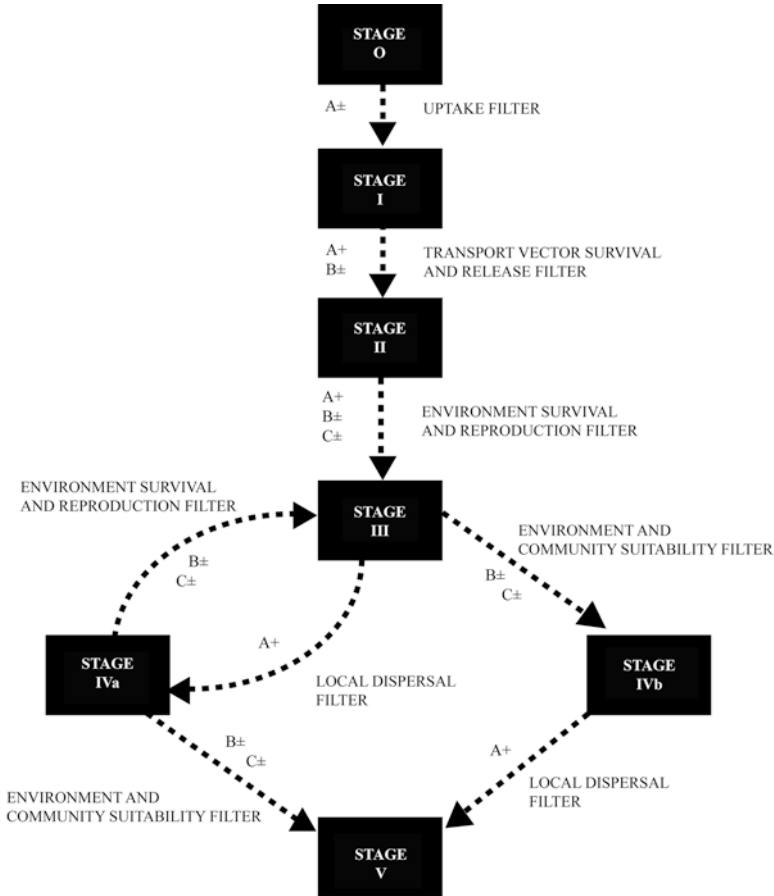 STAGE
O
A±
UPTAKE FILTER
STAGE
I
A+
B±
TRANSPORT VECTOR SURVIVAL
AND RELEASE FILTER
STAGE
II
A+
B±
C±
ENVIRONMENT SURVIVAL
AND REPRODUCTION FILTER
ENVIRONMENT SURVIVAL
AND REPRODUCTION FILTER
STAGE
III
ENVIRONMENT AND
COMMUNITY SUITABILITY FILTER
B±
C±
B±
C±
A+
LOCAL DISPERSAL
FILTER
STAGE
IVa
STAGE
IVb
B±
C±
ENVIRONMENT AND
COMMUNITY SUITABILITY FILTER
A+
LOCAL DISPERSAL
FILTER
STAGE
V